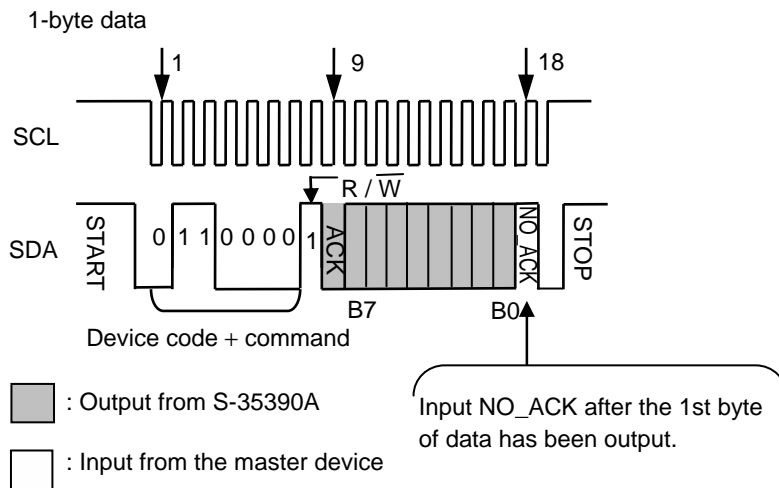 1-byte data
1 9 18
SCL
R / W
SDA START 0 1 1 0 0 0 0 1 ACK NO_ACK STOP
B7 B0
Device code + command
: Output from S-35390A
: Input from the master device
Input NO_ACK after the 1st byte
of data has been output.